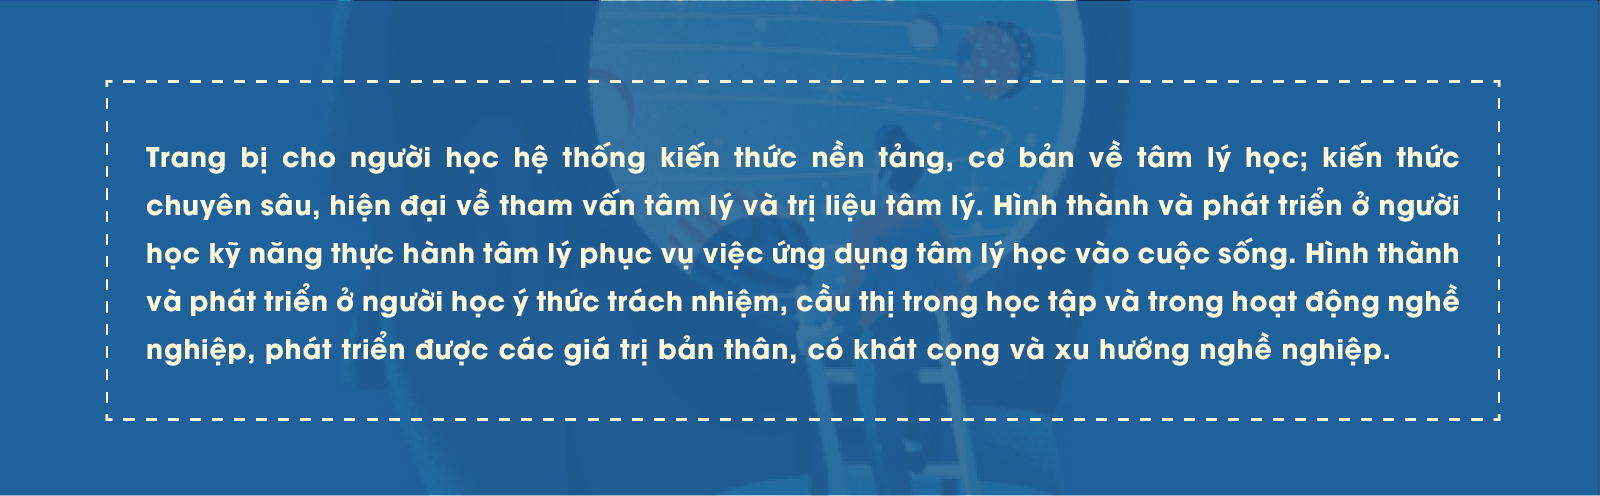 Trang bị cho người học hệ thống kiến thức nền tảng, cơ bản về tâm lý học; kiến thức
chuyên sâu, hiện đại về tham vấn tâm lý và trị liệu tâm lý. Hình thành và phát triển ở người
học kỹ năng thực hành tâm lý phục vụ việc ứng dụng tâm lý học vào cuộc sống. Hình thành
và phát triển ở người học ý thức trách nhiệm, cầu thị trong học tập và trong hoạt động nghề
nghiệp, phát triển được các giá trị bản thân, có khát cọng và xu hướng nghề nghiệp.